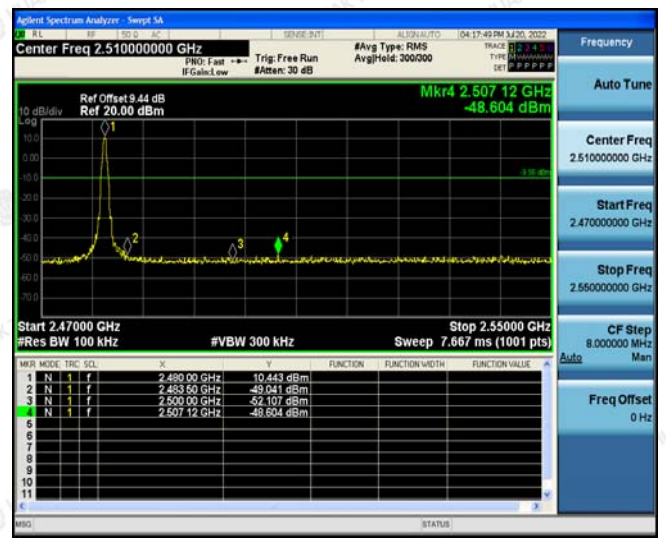 Agilent Spectrum Analyzer - Swept SA
RL RF 50 Ω AC SENSE:INT ALIGNAUTO 04:17:49 PM Jul 20, 2022
Center Freq 2.510000000 GHz #Avg Type: RMS TRACE 1 2 3 4 5 6
PNO: Fast Trig: Free Run Avg|Hold: 300/300 TYPE
IFGain:Low #Atten: 30 dB DET P P P P P P
Mkr4 2.507 12 GHz
Ref Offset 9.44 dB
10 dB/div Ref 20.00 dBm -48.604 dBm
Log
10.0
0.00
-10.0
-20.0
-30.0
-40.0
-50.0
-60.0
-70.0
1
2
3
4
Start 2.47000 GHz Stop 2.55000 GHz
#Res BW 100 kHz #VBW 300 kHz Sweep 7.667 ms (1001 pts)
MKR MODE TRC SCL X Y FUNCTION FUNCTION WIDTH FUNCTION VALUE
1 N 1 f 2.480 00 GHz 10.443 dBm
2 N 1 f 2.483 50 GHz -49.041 dBm
3 N 1 f 2.500 00 GHz -52.107 dBm
4 N 1 f 2.507 12 GHz -48.604 dBm
5
6
7
8
9
10
11
MSG STATUS
Frequency
Auto Tune
Center Freq
2.510000000 GHz
Start Freq
2.470000000 GHz
Stop Freq
2.550000000 GHz
CF Step
8.000000 MHz
Auto Man
Freq Offset
0 Hz